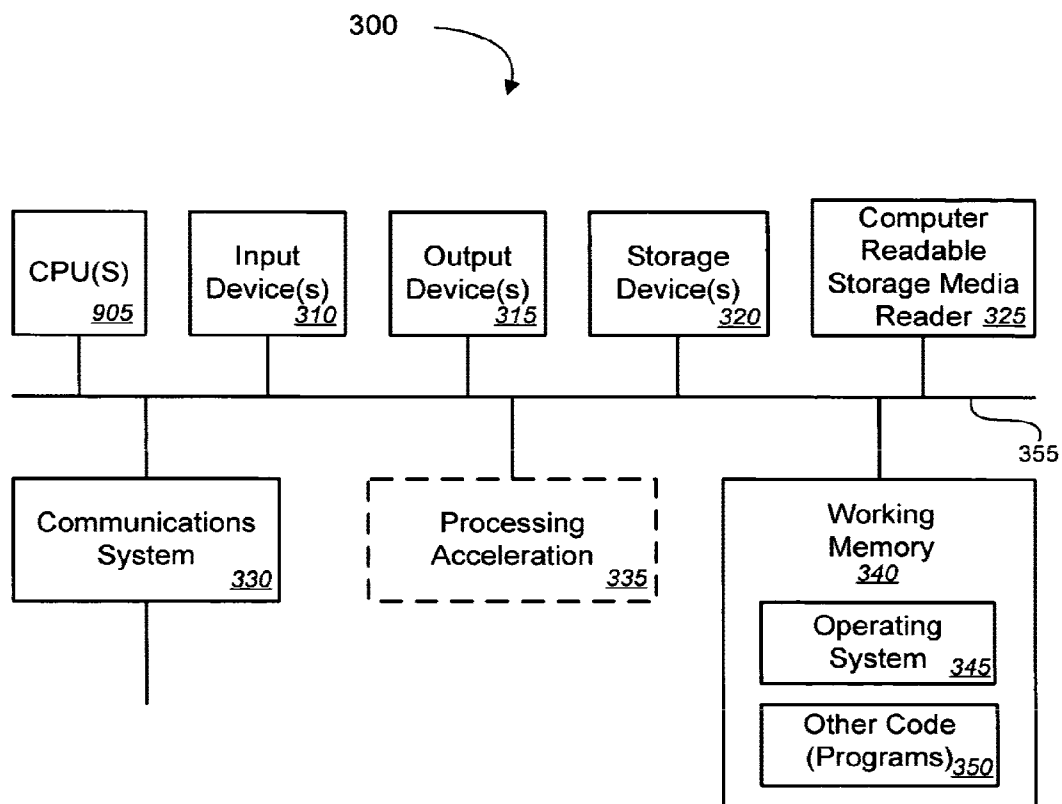 300
CPU(S)
905
Input
Device(s)
310
Output
Device(s)
315
Storage
Device(s)
320
Computer
Readable
Storage Media
Reader 325
355
Communications
System
330
Processing
Acceleration
335
Working
Memory
340
Operating
System
345
Other Code
(Programs)
350